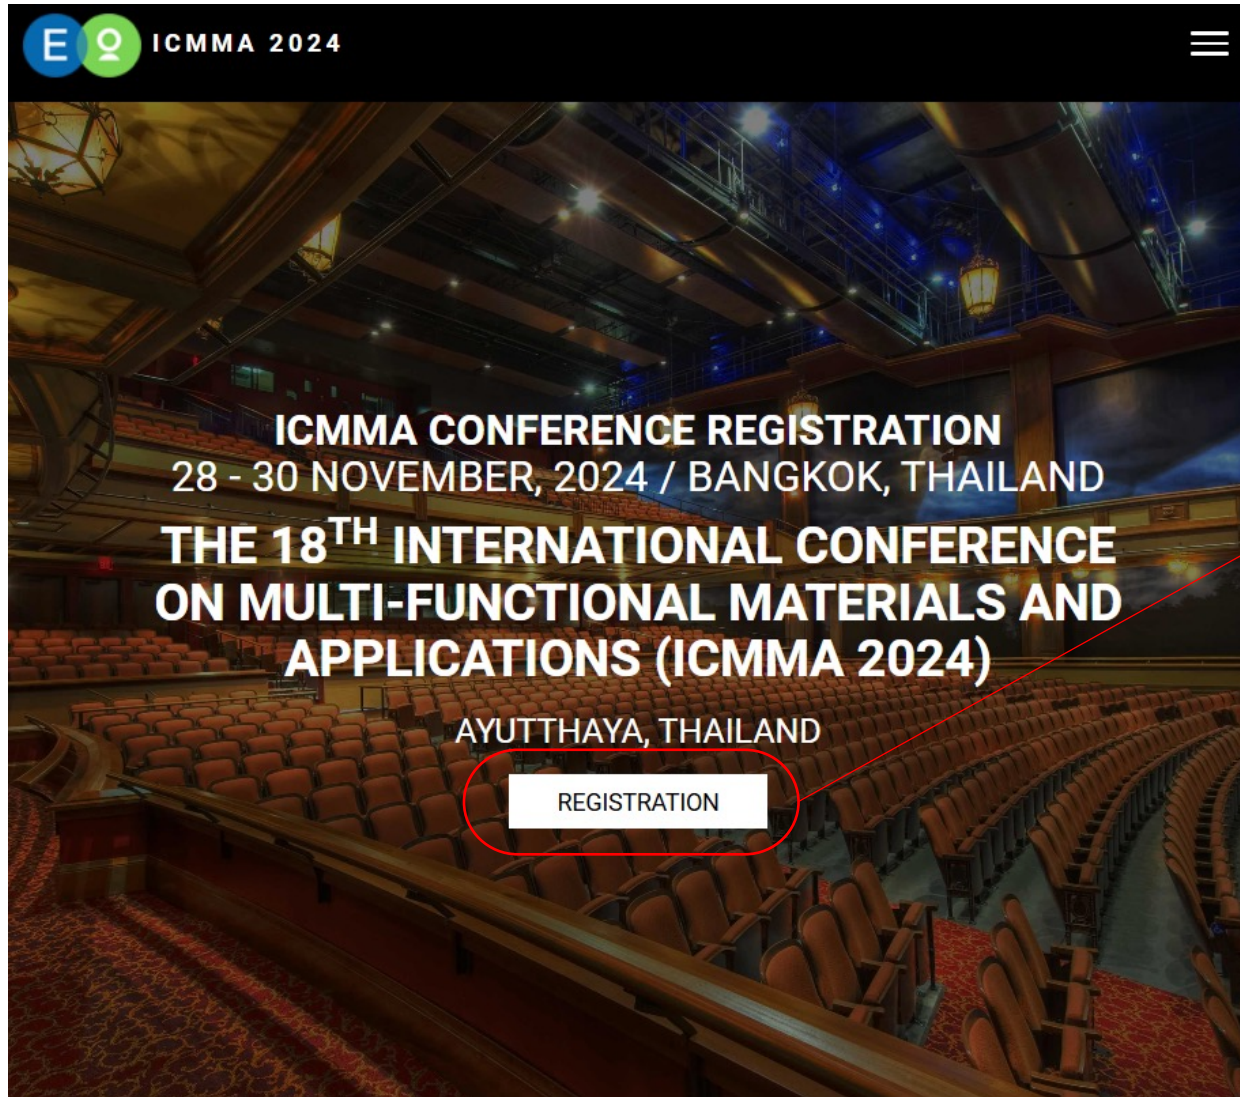 EO ICMMA 2024
ICMMA CONFERENCE REGISTRATION
28 - 30 NOVEMBER, 2024 / BANGKOK, THAILAND
THE 18TH INTERNATIONAL CONFERENCE
ON MULTI-FUNCTIONAL MATERIALS AND
APPLICATIONS (ICMMA 2024)
AYUTTHAYA, THAILAND
REGISTRATION